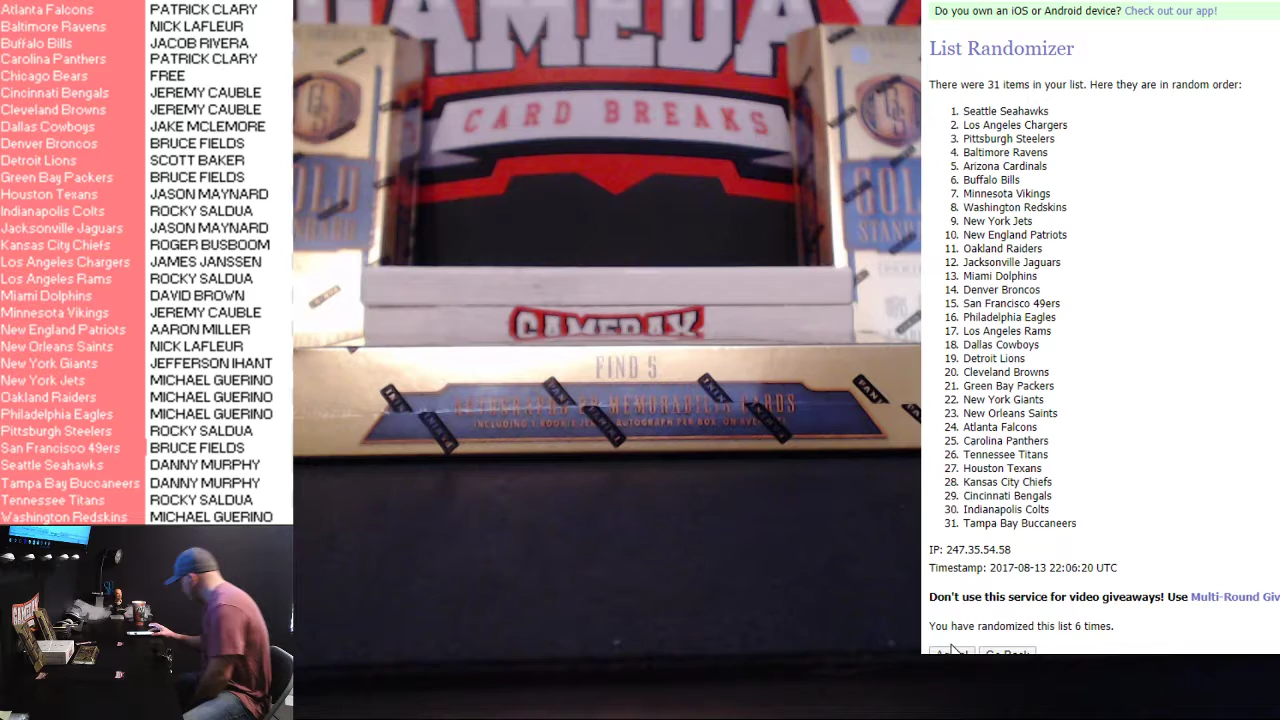 Atlanta Falcons PATRICK CLARY
Baltimore Ravens NICK LAFLEUR
Buffalo Bills JACOB RIVERA
Carolina Panthers PATRICK CLARY
Chicago Bears FREE
Cincinnati Bengals JEREMY CAUBLE
Cleveland Browns JEREMY CAUBLE
Dallas Cowboys JAKE MCLEMORE
Denver Broncos BRUCE FIELDS
Detroit Lions SCOTT BAKER
Green Bay Packers BRUCE FIELDS
Houston Texans JASON MAYNARD
Indianapolis Colts ROCKY SALDUA
Jacksonville Jaguars JASON MAYNARD
Kansas City Chiefs ROGER BUSBOOM
Los Angeles Chargers JAMES JANSSEN
Los Angeles Rams ROCKY SALDUA
Miami Dolphins DAVID BROWN
Minnesota Vikings JEREMY CAUBLE
New England Patriots AARON MILLER
New Orleans Saints NICK LAFLEUR
New York Giants JEFFERSON IHANT
New York Jets MICHAEL GUERINO
Oakland Raiders MICHAEL GUERINO
Philadelphia Eagles MICHAEL GUERINO
Pittsburgh Steelers ROCKY SALDUA
San Francisco 49ers BRUCE FIELDS
Seattle Seahawks DANNY MURPHY
Tampa Bay Buccaneers DANNY MURPHY
Tennessee Titans ROCKY SALDUA
Washington Redskins MICHAEL GUERINO
GAMEDAY
CARD BREAKS
GAMEDAY
FIND 5
AUTOGRAPHS OR MEMORABILIA CARDS
Do you own an iOS or Android device? Check out our app!
List Randomizer
There were 31 items in your list. Here they are in random order:
1. Seattle Seahawks
2. Los Angeles Chargers
3. Pittsburgh Steelers
4. Baltimore Ravens
5. Arizona Cardinals
6. Buffalo Bills
7. Minnesota Vikings
8. Washington Redskins
9. New York Jets
10. New England Patriots
11. Oakland Raiders
12. Jacksonville Jaguars
13. Miami Dolphins
14. Denver Broncos
15. San Francisco 49ers
16. Philadelphia Eagles
17. Los Angeles Rams
18. Dallas Cowboys
19. Detroit Lions
20. Cleveland Browns
21. Green Bay Packers
22. New York Giants
23. New Orleans Saints
24. Atlanta Falcons
25. Carolina Panthers
26. Tennessee Titans
27. Houston Texans
28. Kansas City Chiefs
29. Cincinnati Bengals
30. Indianapolis Colts
31. Tampa Bay Buccaneers
IP: 247.35.54.58
Timestamp: 2017-08-13 22:06:20 UTC
Don't use this service for video giveaways! Use Multi-Round Giv
You have randomized this list 6 times.
Go Back